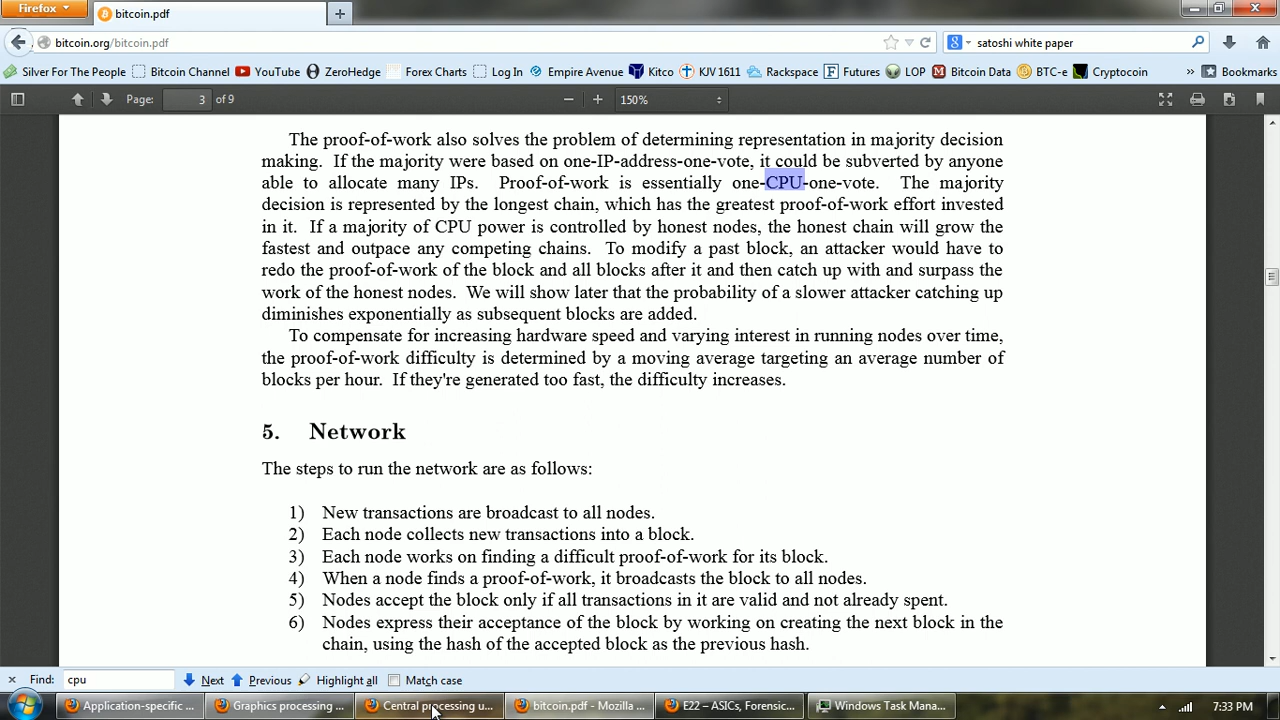 Firefox
bitcoin.pdf
bitcoin.org/bitcoin.pdf
satoshi white paper
Silver For The People Bitcoin Channel YouTube ZeroHedge Forex Charts Log In Empire Avenue Kitco KJV 1611 Rackspace Futures LOP Bitcoin Data BTC-e Cryptocoin » Bookmarks
Page: 3 of 9 150%
The proof-of-work also solves the problem of determining representation in majority decision
making. If the majority were based on one-IP-address-one-vote, it could be subverted by anyone
able to allocate many IPs. Proof-of-work is essentially one-CPU-one-vote. The majority
decision is represented by the longest chain, which has the greatest proof-of-work effort invested
in it. If a majority of CPU power is controlled by honest nodes, the honest chain will grow the
fastest and outpace any competing chains. To modify a past block, an attacker would have to
redo the proof-of-work of the block and all blocks after it and then catch up with and surpass the
work of the honest nodes. We will show later that the probability of a slower attacker catching up
diminishes exponentially as subsequent blocks are added.
To compensate for increasing hardware speed and varying interest in running nodes over time,
the proof-of-work difficulty is determined by a moving average targeting an average number of
blocks per hour. If they're generated too fast, the difficulty increases.
5. Network
The steps to run the network are as follows:
1) New transactions are broadcast to all nodes.
2) Each node collects new transactions into a block.
3) Each node works on finding a difficult proof-of-work for its block.
4) When a node finds a proof-of-work, it broadcasts the block to all nodes.
5) Nodes accept the block only if all transactions in it are valid and not already spent.
6) Nodes express their acceptance of the block by working on creating the next block in the
chain, using the hash of the accepted block as the previous hash.
Find: cpu Next Previous Highlight all Match case
Application-specific ... Graphics processing ... Central processing u... bitcoin.pdf - Mozilla ... E22 – ASICs, Forensic... Windows Task Mana... 7:33 PM